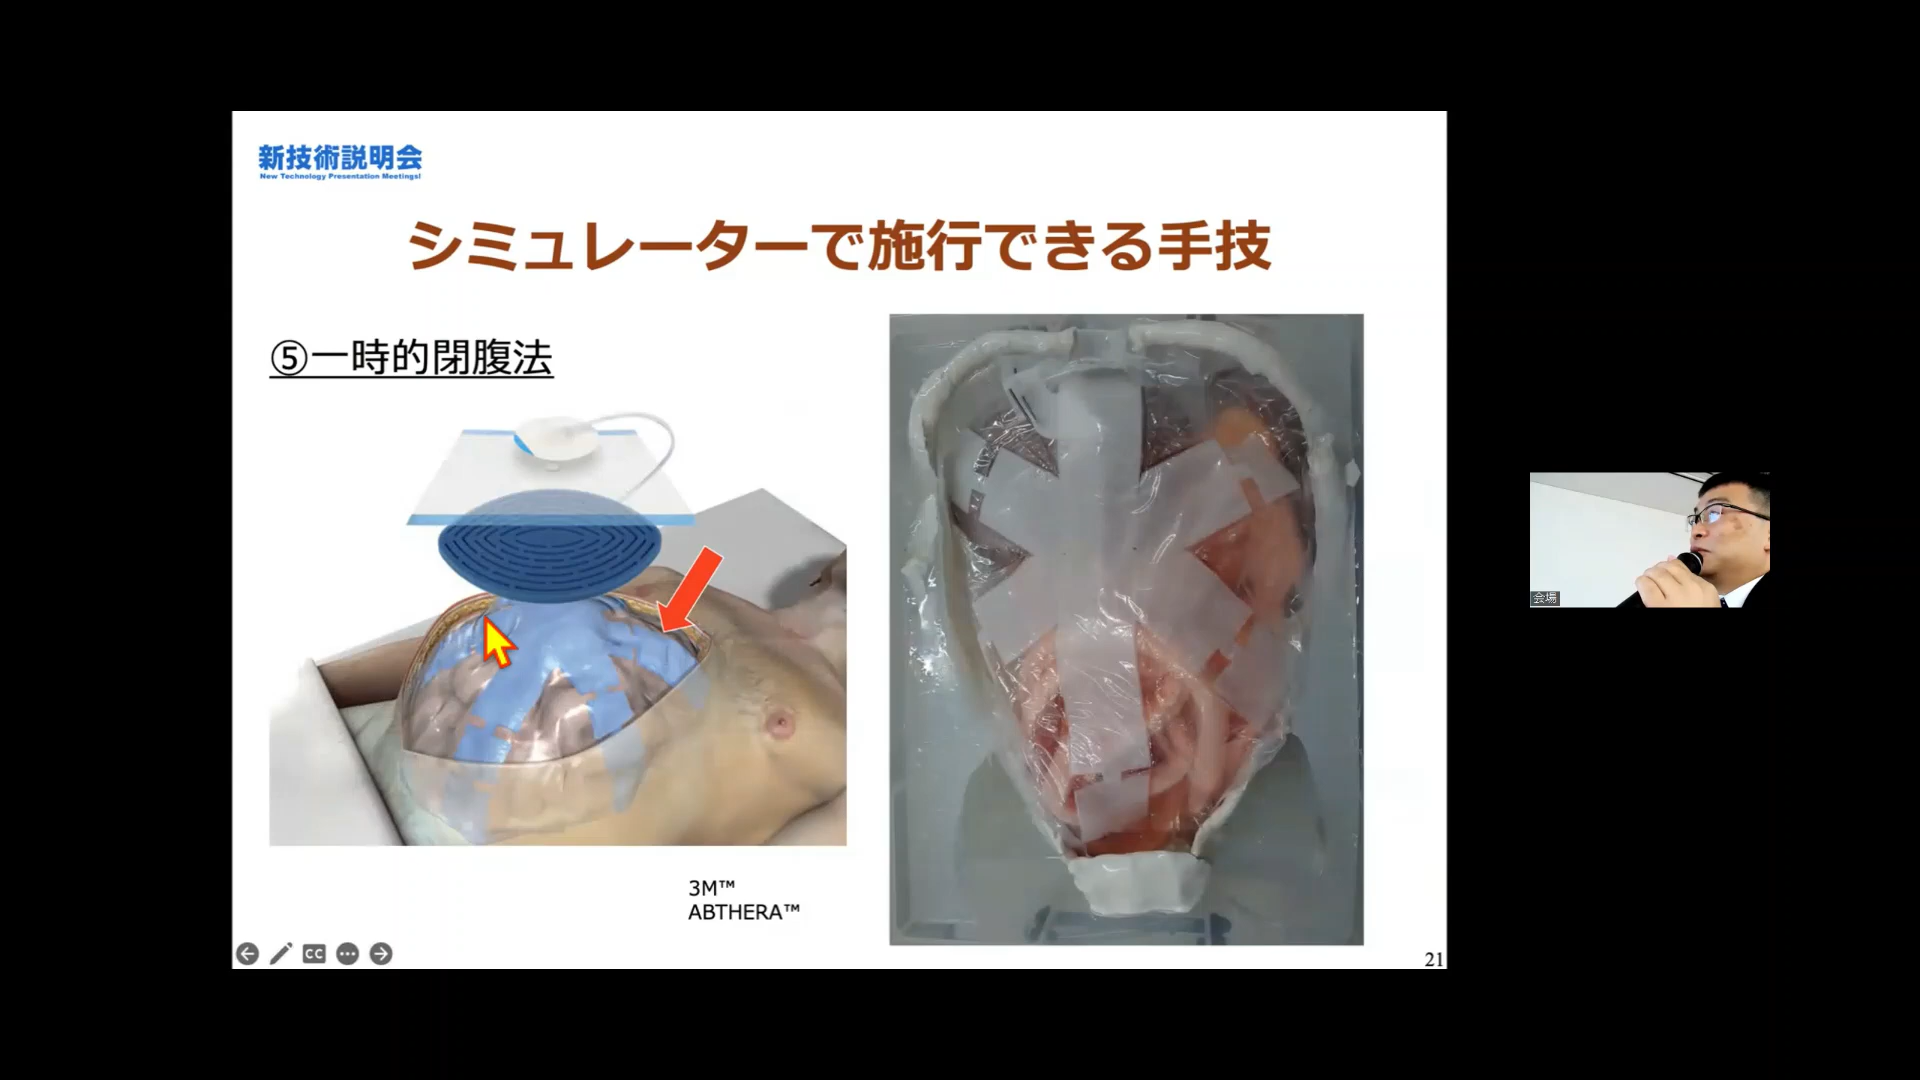 新技術説明会
New Technology Presentation Meetings!
シミュレーターで施行できる手技
⑤一時的閉腹法
3M™
ABTHERA™
CC
21
会場